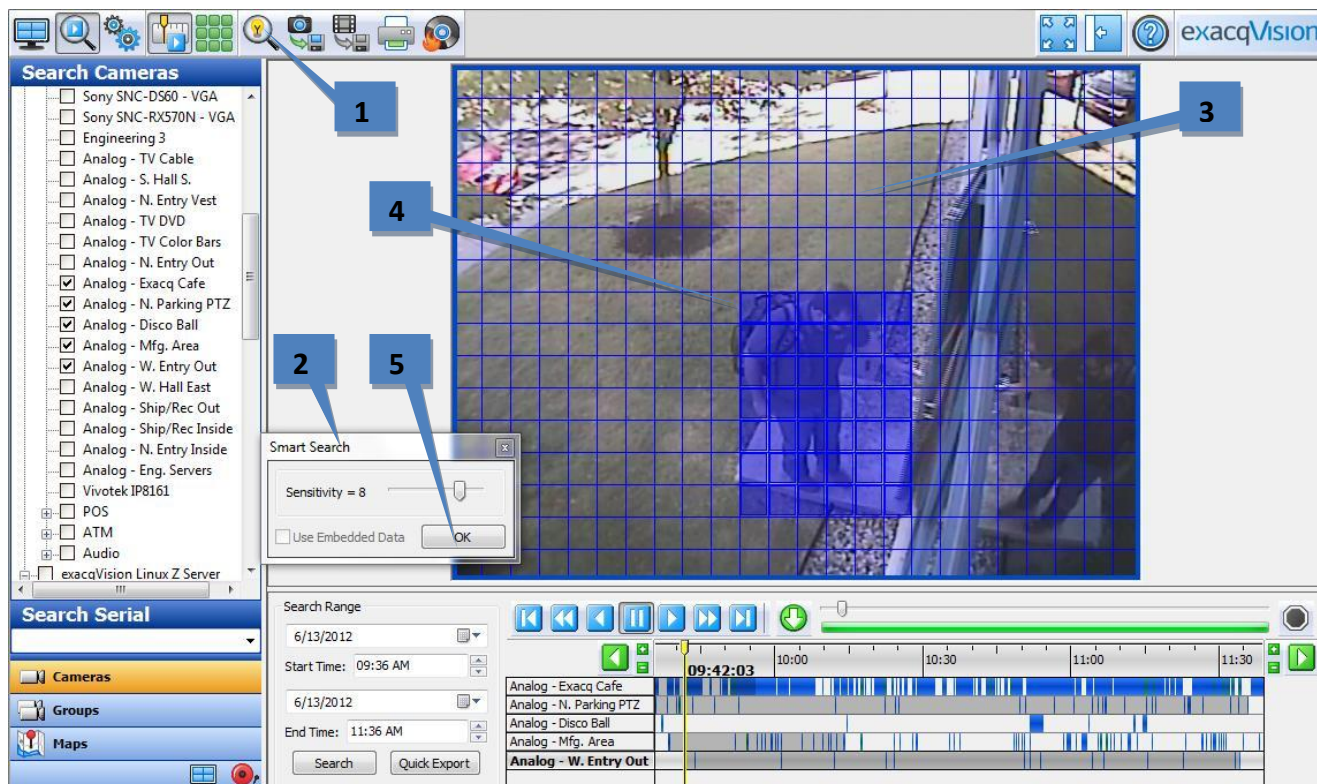 exacqVision
Search Cameras
Sony SNC-DS60 - VGA
Sony SNC-RX570N - VGA
Engineering 3
Analog - TV Cable
Analog - S. Hall S.
Analog - N. Entry Vest
Analog - TV DVD
Analog - TV Color Bars
Analog - N. Entry Out
Analog - Exacq Cafe
Analog - N. Parking PTZ
Analog - Disco Ball
Analog - Mfg. Area
Analog - W. Entry Out
Analog - W. Hall East
Analog - Ship/Rec Out
Analog - Ship/Rec Inside
Analog - N. Entry Inside
Analog - Eng. Servers
Vivotek IP8161
POS
ATM
Audio
exacqVision Linux Z Server
Search Serial
Cameras
Groups
Maps
1
3
4
2
5
Smart Search
Sensitivity = 8
Use Embedded Data
OK
Search Range
6/13/2012
Start Time: 09:36 AM
6/13/2012
End Time: 11:36 AM
Search
Quick Export
09:42:03
10:00
10:30
11:00
11:30
Analog - Exacq Cafe
Analog - N. Parking PTZ
Analog - Disco Ball
Analog - Mfg. Area
Analog - W. Entry Out